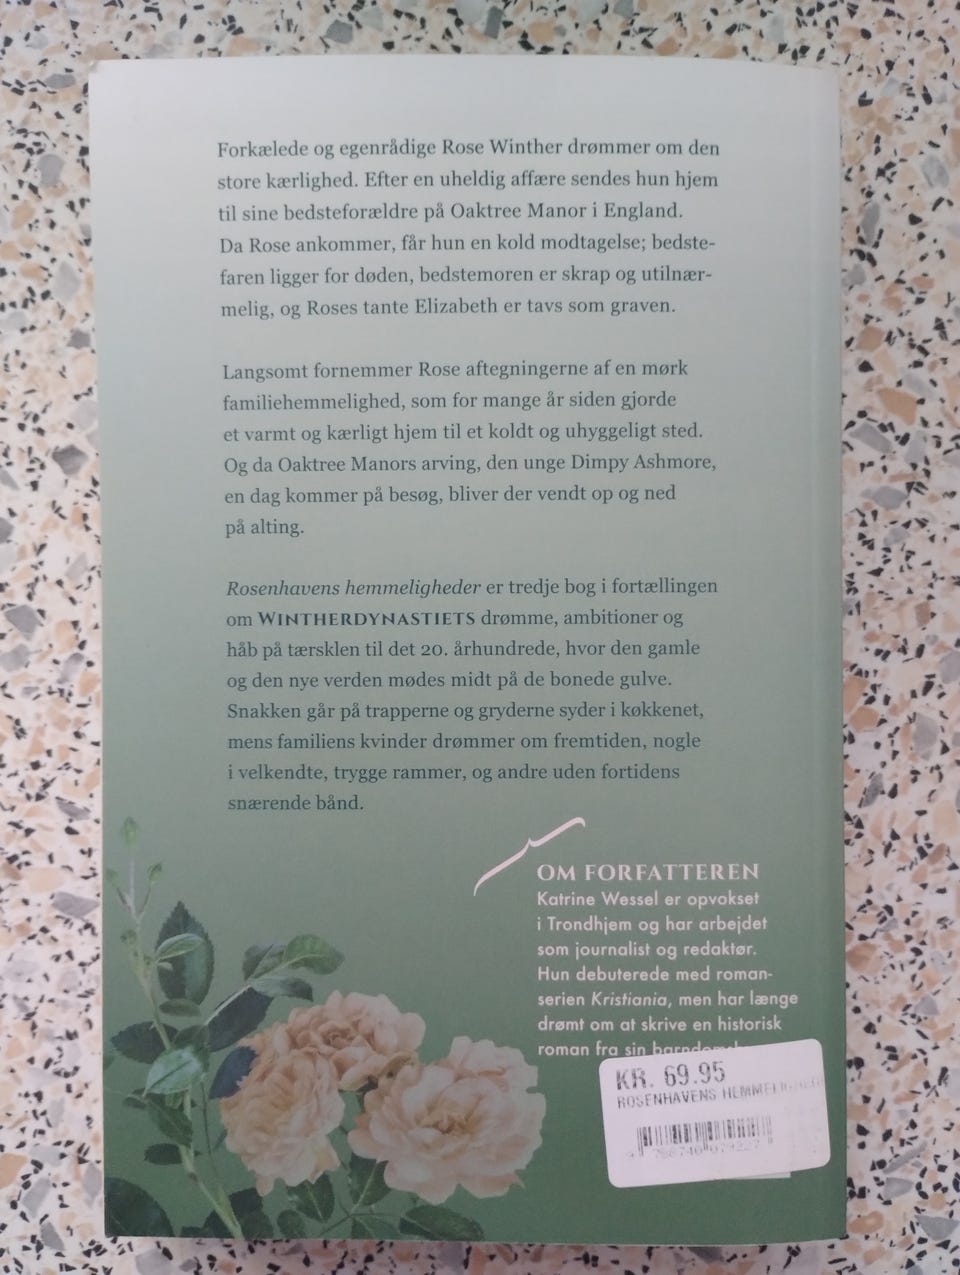 Forkælede og egenrådige Rose Winther drømmer om den
store kærlighed. Efter en uheldig affære sendes hun hjem
til sine bedsteforældre på Oaktree Manor i England.
Da Rose ankommer, får hun en kold modtagelse; bedste-
faren ligger for døden, bedstemoren er skrap og utilnær-
melig, og Roses tante Elizabeth er tavs som graven.
Langsomt fornemmer Rose aftegningerne af en mørk
familiehemmelighed, som for mange år siden gjorde
et varmt og kærligt hjem til et koldt og uhyggeligt sted.
Og da Oaktree Manors arving, den unge Dimpy Ashmore,
en dag kommer på besøg, bliver der vendt op og ned
på alting.
Rosenhavens hemmeligheder er tredje bog i fortællingen
om WINTHERDYNASTIETS drømme, ambitioner og
håb på tærsklen til det 20. århundrede, hvor den gamle
og den nye verden mødes midt på de bonede gulve.
Snakken går på trapperne og gryderne syder i køkkenet,
mens familiens kvinder drømmer om fremtiden, nogle
i velkendte, trygge rammer, og andre uden fortidens
snærende bånd.
OM FORFATTEREN
Katrine Wessel er opvokset
i Trondhjem og har arbejdet
som journalist og redaktør.
Hun debuterede med roman-
serien Kristiania, men har længe
drømt om at skrive en historisk
roman fra sin
KR. 69.95
ROSENHAVENS